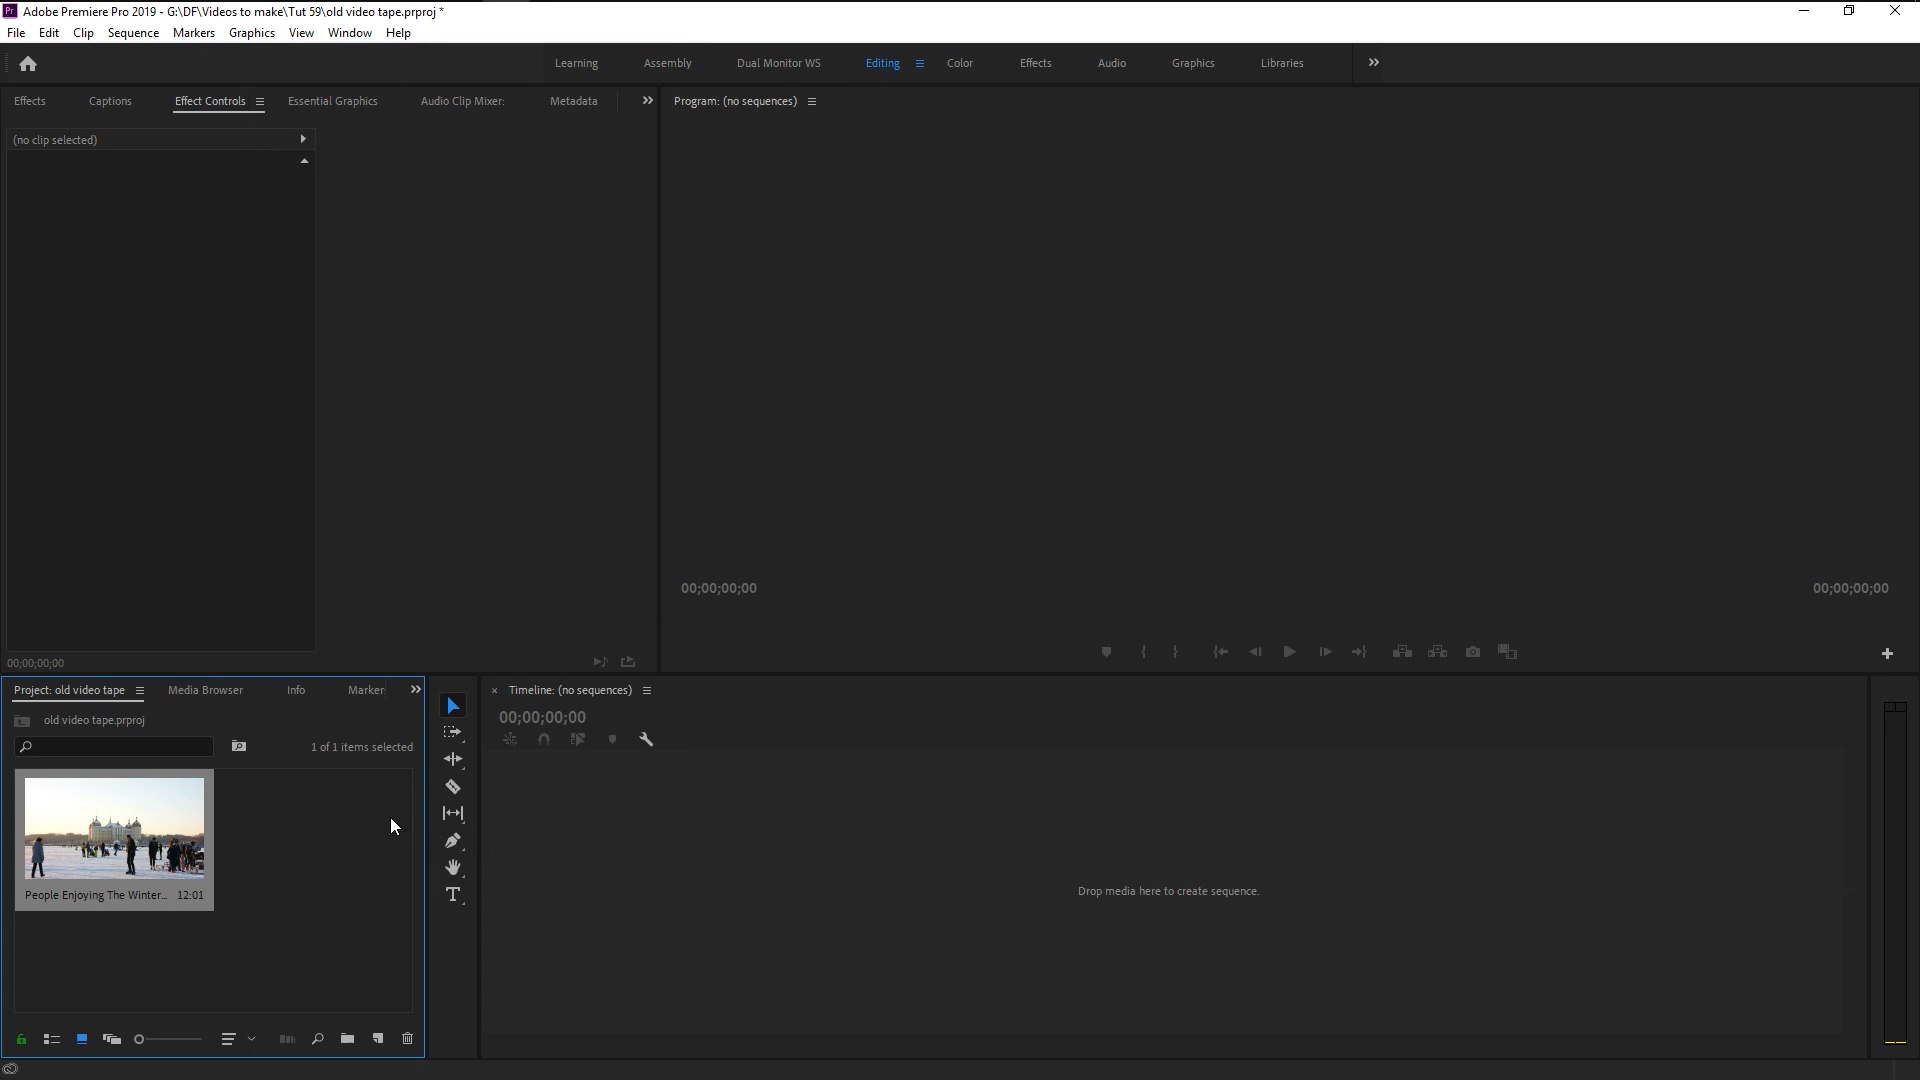 Pr Adobe Premiere Pro 2019 - G:\DF\Videos to make\Tut 59\old video tape.prproj *
File Edit Clip Sequence Markers Graphics View Window Help
Learning Assembly Dual Monitor WS Editing Color Effects Audio Graphics Libraries
Effects Captions Effect Controls Essential Graphics Audio Clip Mixer: Metadata
Program: (no sequences)
(no clip selected)
00;00;00;00
00;00;00;00
00;00;00;00
Project: old video tape Media Browser Info Marker
Timeline: (no sequences)
old video tape.prproj
00;00;00;00
1 of 1 items selected
People Enjoying The Winter... 12:01
Drop media here to create sequence.